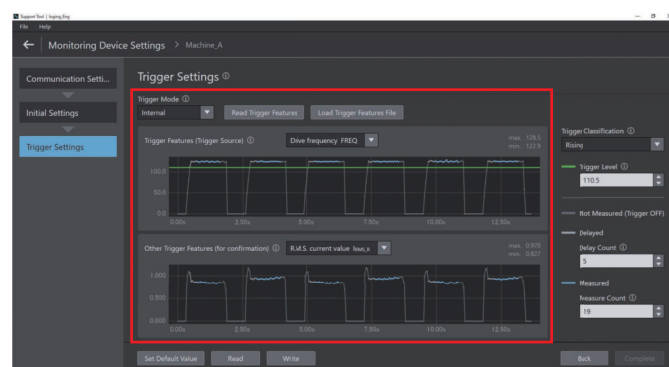 Support Tool | loging_Eng
File Help
← Monitoring Device Settings > Machine_A
Communication Setti...
Initial Settings
Trigger Settings
Trigger Settings ⓘ
Trigger Mode ⓘ
Internal
Read Trigger Features
Load Trigger Features File
Trigger Features (Trigger Source) ⓘ
Dive frequency FREQ
max. 129.5
min. 122.9
100.0
50.0
0.0
0.00s 2.50s 5.00s 7.50s 10.00s 12.50s
Other Trigger Features (for confirmation) ⓘ
R.M.S. current value
max. 0.970
min. 0.827
1.000
0.500
0.000
0.00s 2.50s 5.00s 7.50s 10.00s 12.50s
Trigger Classification ⓘ
Rising
Trigger Level ⓘ
110.5
Not Measured (Trigger OFF)
Delayed
Delay Count ⓘ
5
Measured
Measure Count ⓘ
19
Set Default Value
Read
Write
Back
Complete